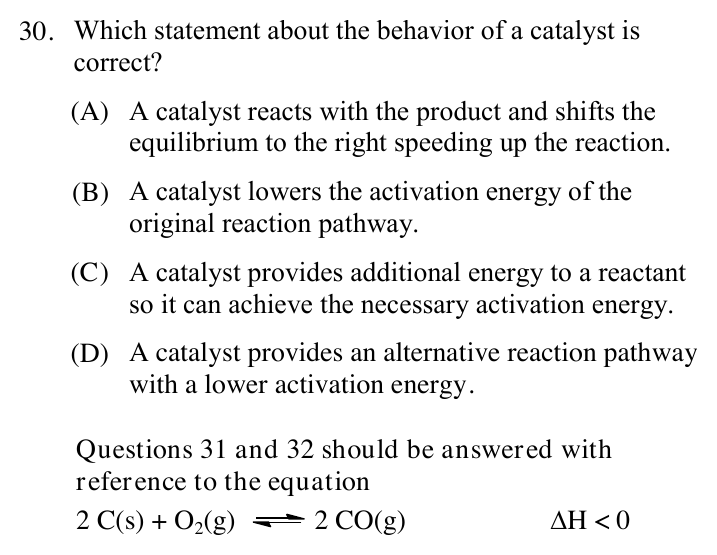 30. Which statement about the behavior of a catalyst is
correct?
(A) A catalyst reacts with the product and shifts the
equilibrium to the right speeding up the reaction.
(B) A catalyst lowers the activation energy of the
original reaction pathway.
(C) A catalyst provides additional energy to a reactant
so it can achieve the necessary activation energy.
(D) A catalyst provides an alternative reaction pathway
with a lower activation energy.
Questions 31 and 32 should be answered with
reference to the equation
2 C(s) + O₂(g) ⇌ 2 CO(g) ΔH < 0